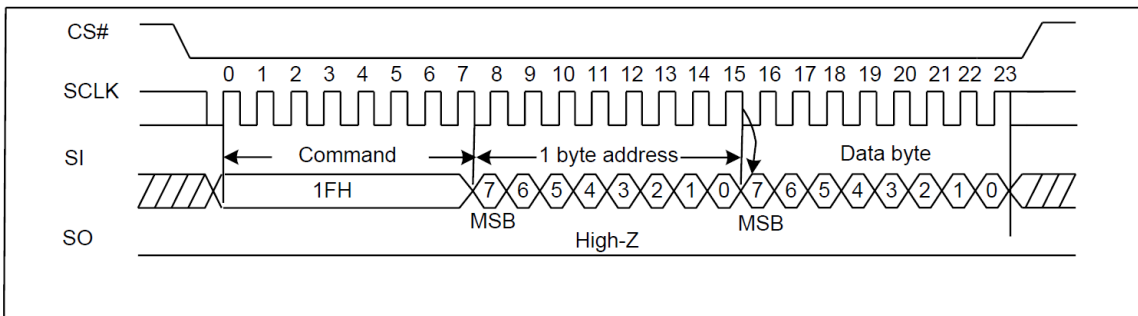 CS#
0 1 2 3 4 5 6 7 8 9 10 11 12 13 14 15 16 17 18 19 20 21 22 23
SCLK
SI Command 1 byte address Data byte
1FH 7 6 5 4 3 2 1 0 7 6 5 4 3 2 1 0
MSB MSB
SO High-Z